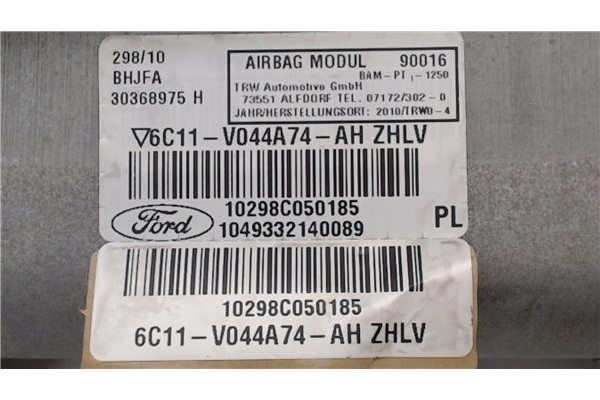 298/10
BHJFA
30368975 H
AIRBAG MODUL 90016
BAM-PT₁-1250
TRW Automotive GmbH
73551 ALFDORF TEL. 07172/302-0
JAHR/HERSTELLUNGSORT: 2010/TRWO-4
▽6C11-V044A74-AH ZHLV
10298C050185
Ford
1049332140089
PL
10298C050185
6C11-V044A74-AH ZHLV